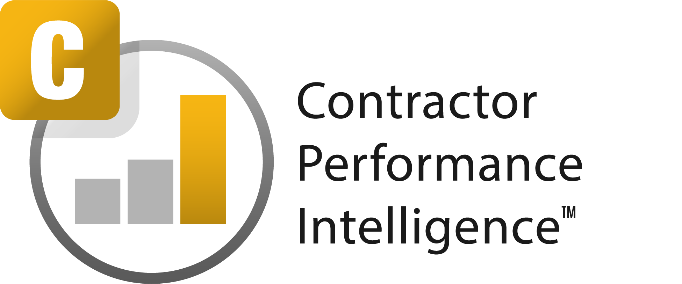 C
Contractor
Performance
Intelligence™